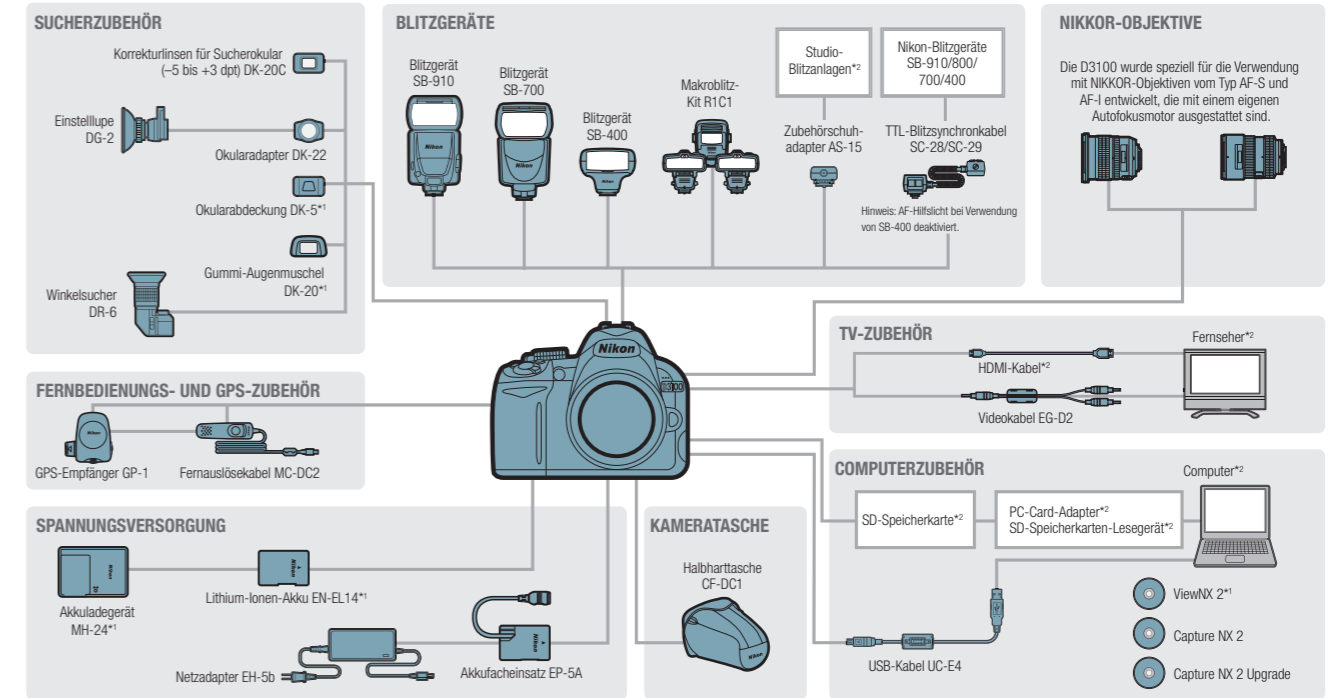 SUCHERZUBEHÖR
Korrekturlinsen für Sucherokular
(–5 bis +3 dpt) DK-20C
Einstelllupe
DG-2
Okularadapter DK-22
Okularabdeckung DK-5*1
Gummi-Augenmuschel
DK-20*1
Winkelsucher
DR-6
BLITZGERÄTE
Blitzgerät
SB-910
Blitzgerät
SB-700
Blitzgerät
SB-400
Makroblitz-
Kit R1C1
Studio-
Blitzanlagen*2
Zubehörschuh-
adapter AS-15
Nikon-Blitzgeräte
SB-910/800/
700/400
TTL-Blitzsynchronkabel
SC-28/SC-29
Hinweis: AF-Hilfslicht bei Verwendung
von SB-400 deaktiviert.
NIKKOR-OBJEKTIVE
Die D3100 wurde speziell für die Verwendung
mit NIKKOR-Objektiven vom Typ AF-S und
AF-I entwickelt, die mit einem eigenen
Autofokusmotor ausgestattet sind.
Nikon
D3100
TV-ZUBEHÖR
Fernseher*2
HDMI-Kabel*2
Videokabel EG-D2
FERNBEDIENUNGS- UND GPS-ZUBEHÖR
GPS-Empfänger GP-1
Fernauslösekabel MC-DC2
COMPUTERZUBEHÖR
Computer*2
SD-Speicherkarte*2
PC-Card-Adapter*2
SD-Speicherkarten-Lesegerät*2
USB-Kabel UC-E4
ViewNX 2*1
Capture NX 2
Capture NX 2 Upgrade
SPANNUNGSVERSORGUNG
Akkuladegerät
MH-24*1
Nikon
Lithium-Ionen-Akku EN-EL14*1
Netzadapter EH-5b
Nikon
Akkufacheinsatz EP-5A
KAMERATASCHE
Halbharttasche
CF-DC1
Nikon